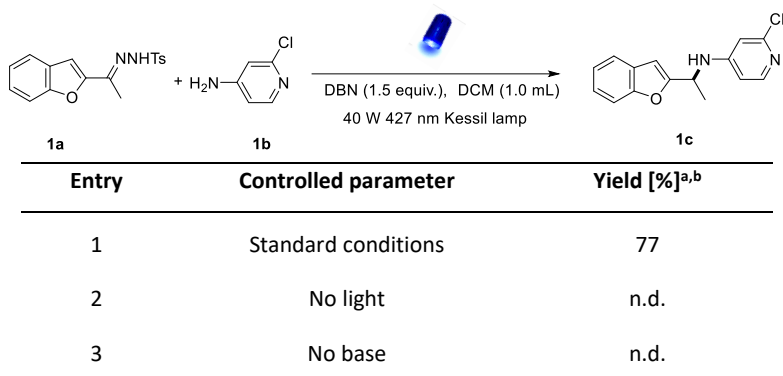 Cl
NNHTs
HN
Cl
+
H2N
N
DBN (1.5 equiv.), DCM (1.0 mL)
N
O
O
40 W 427 nm Kessil lamp
1a
1b
1c
Entry Controlled parameter Yield [%]a,b
1 Standard conditions 77
2 No light n.d.
3 No base n.d.